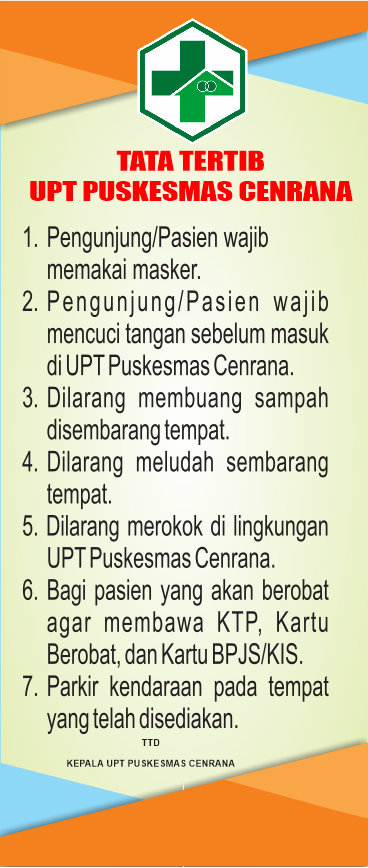 TATA TERTIB
UPT PUSKESMAS CENRANA
1. Pengunjung/Pasien wajib
memakai masker.
2. Pengunjung/Pasien wajib
mencuci tangan sebelum masuk
di UPT Puskesmas Cenrana.
3. Dilarang membuang sampah
disembarang tempat.
4. Dilarang meludah sembarang
tempat.
5. Dilarang merokok di lingkungan
UPT Puskesmas Cenrana.
6. Bagi pasien yang akan berobat
agar membawa KTP, Kartu
Berobat, dan Kartu BPJS/KIS.
7. Parkir kendaraan pada tempat
yang telah disediakan.
TTD
KEPALA UPT PUSKESMAS CENRANA